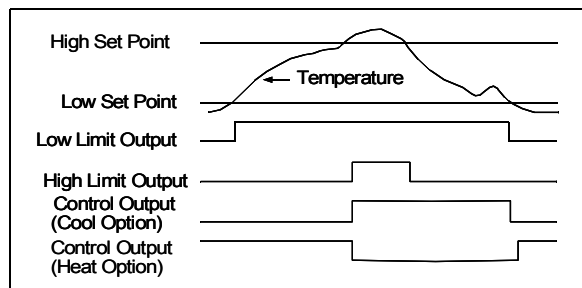 High Set Point
Temperature
Low Set Point
Low Limit Output
High Limit Output
Control Output
(Cool Option)
Control Output
(Heat Option)